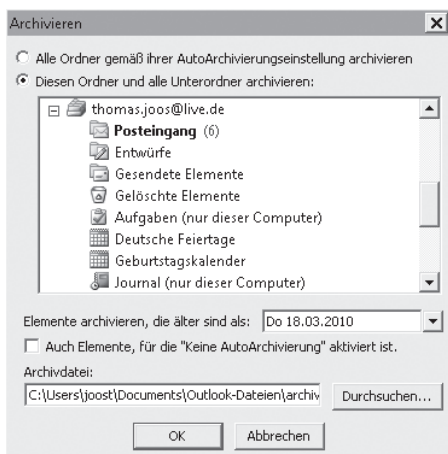 Archivieren
Alle Ordner gemäß ihrer AutoArchivierungseinstellung archivieren
Diesen Ordner und alle Unterordner archivieren:
thomas.joos@live.de
Posteingang (6)
Entwürfe
Gesendete Elemente
Gelöschte Elemente
Aufgaben (nur dieser Computer)
Deutsche Feiertage
Geburtstagskalender
Journal (nur dieser Computer)
Elemente archivieren, die älter sind als: Do 18.03.2010
Auch Elemente, für die "Keine AutoArchivierung" aktiviert ist.
Archivdatei:
C:\Users\joost\Documents\Outlook-Dateien\archiv Durchsuchen...
OK Abbrechen